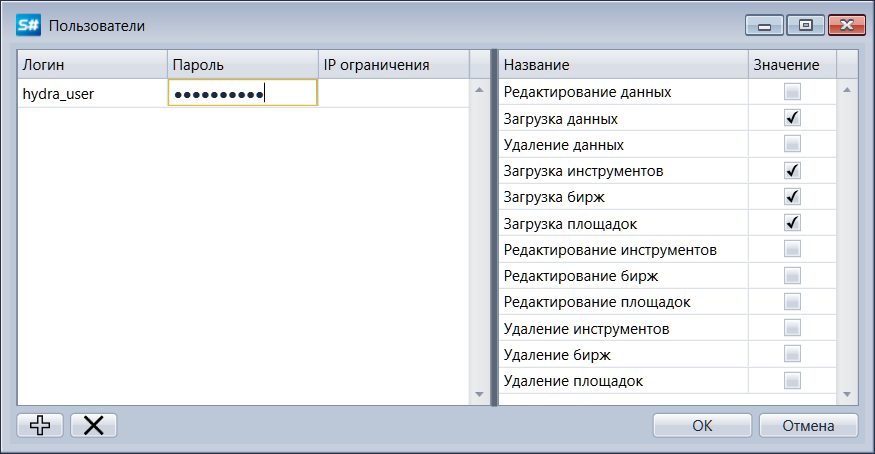 S# Пользователи
Логин Пароль IP ограничения Название Значение
hydra_user ●●●●●●●●●●
Редактирование данных
Загрузка данных
Удаление данных
Загрузка инструментов
Загрузка бирж
Загрузка площадок
Редактирование инструментов
Редактирование бирж
Редактирование площадок
Удаление инструментов
Удаление бирж
Удаление площадок
OK Отмена